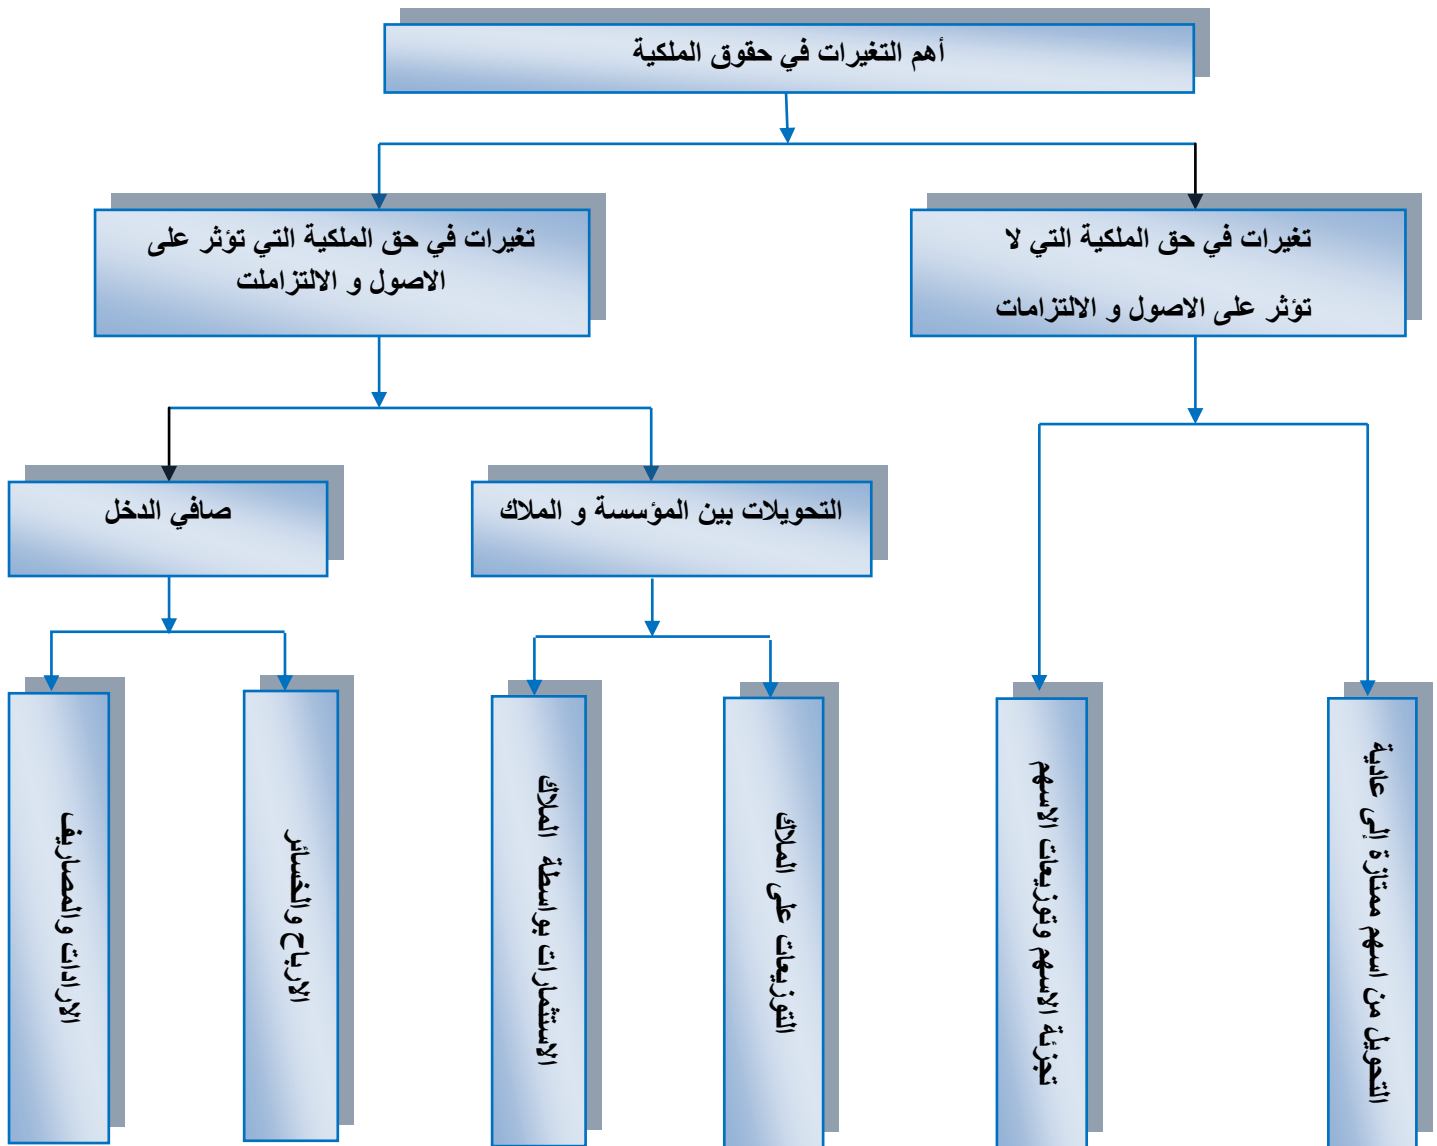 أهم التغيرات في حقوق الملكية
تغيرات في حق الملكية التي لا
تؤثر على الاصول و الالتزامات
تغيرات في حق الملكية التي تؤثر على
الاصول و الالتزاملت
التحويلات بين المؤسسة و الملاك
صافي الدخل
التحويل من اسهم ممتازة إلى عادية
تجزئة الاسهم وتوزيعات الاسهم
التوزيعات على الملاك
الاستثمارات بواسطة الملاك
الارباح والخسائر
الارادات والمصاريف